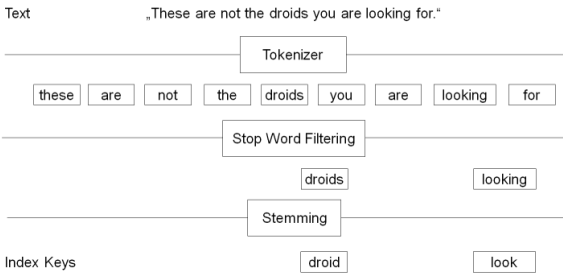 Text „These are not the droids you are looking for.“
Tokenizer
these are not the droids you are looking for
Stop Word Filtering
droids looking
Stemming
Index Keys droid look